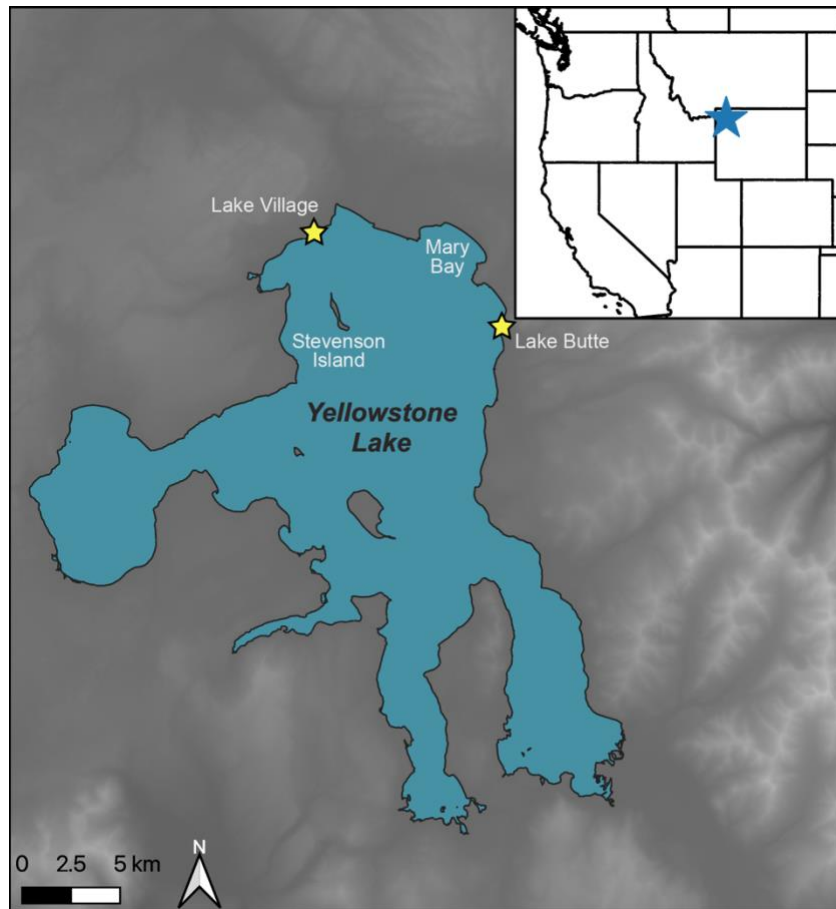 Lake Village
Mary
Bay
Stevenson
Island
Lake Butte
Yellowstone
Lake
0 2.5 5 km
N